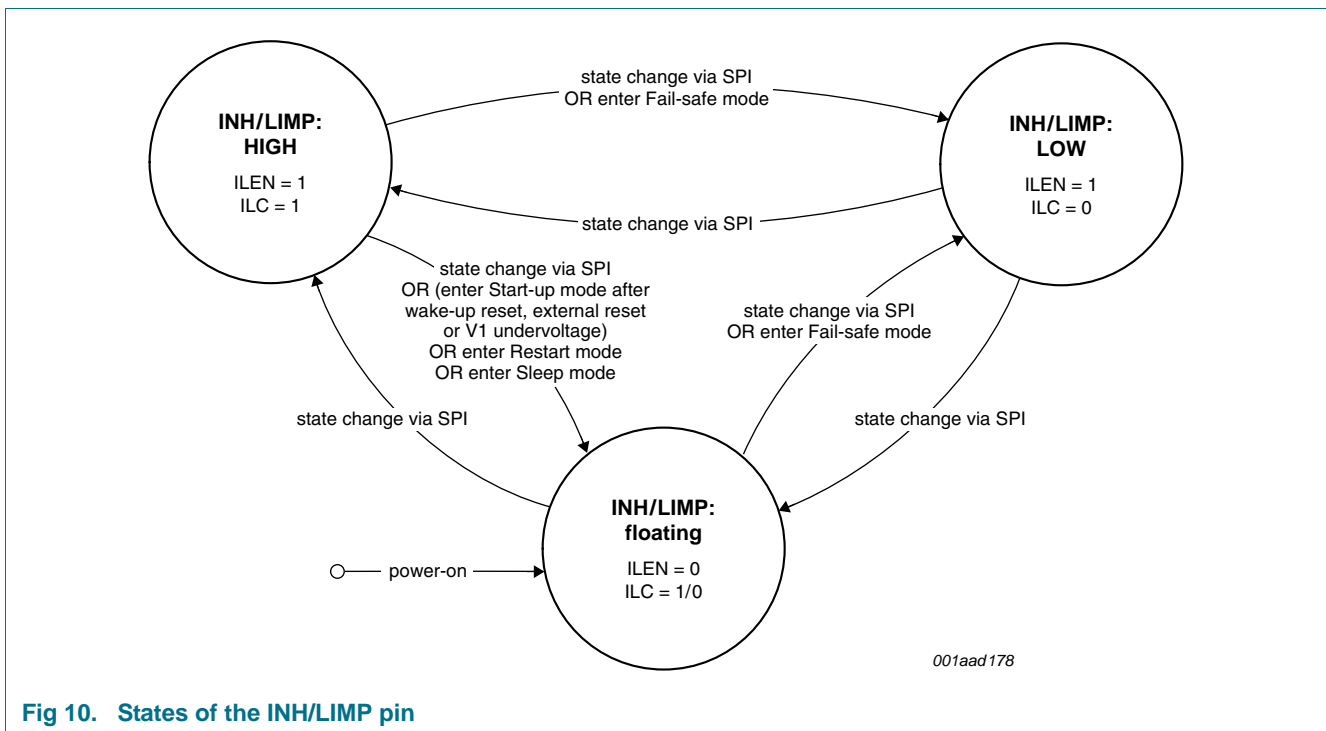 state change via SPI
OR enter Fail-safe mode
INH/LIMP:
HIGH
ILEN = 1
ILC = 1
INH/LIMP:
LOW
ILEN = 1
ILC = 0
state change via SPI
state change via SPI
OR (enter Start-up mode after
wake-up reset, external reset
or V1 undervoltage)
OR enter Restart mode
OR enter Sleep mode
state change via SPI
OR enter Fail-safe mode
state change via SPI
state change via SPI
INH/LIMP:
floating
ILEN = 0
ILC = 1/0
power-on
001aad178
Fig 10. States of the INH/LIMP pin